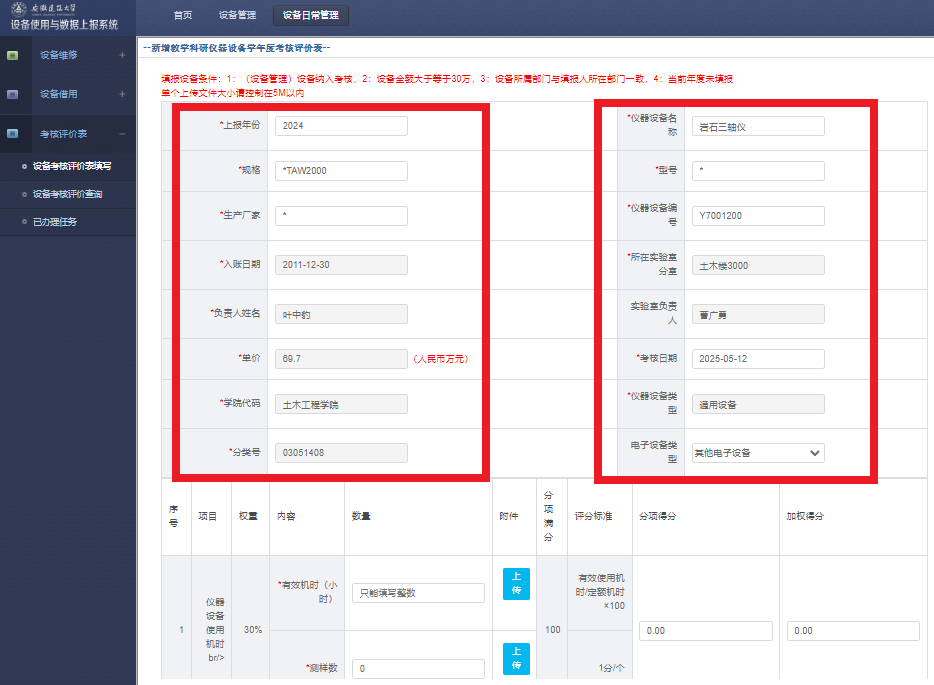 安徽建筑大学
设备使用与数据上报系统
首页 设备管理 设备日常管理
设备维修 +
设备借用 +
考核评价表 −
设备考核评价表填写
设备考核评价查询
已办理任务
--新增教学科研仪器设备学年度考核评价表--
填报设备条件：1：（设备管理）设备纳入考核，2：设备金额大于等于30万，3：设备所属部门与填报人所在部门一致，4：当前年度未填报
单个上传文件大小请控制在5M以内
*上报年份 2024
*仪器设备名
称
岩石三轴仪
*规格 *TAW2000
*型号 *
*生产厂家 *
*仪器设备编
号
Y7001200
*入账日期 2011-12-30
*所在实验室
分室
土木楼3000
*负责人姓名 叶中豹
实验室负责
人
曹广勇
*单价 69.7 （人民币万元）
*考核日期 2025-05-12
*学院代码 土木工程学院
*仪器设备类
型
通用设备
*分类号 03051408
电子设备类
型
其他电子设备
序
号
项目
权重
内容
数量
附件
分
项
满
分
评分标准
分项得分
加权得分
1
仪器
设备
使用
机时
br/>
30%
*有效机时（小
时）
只能填写整数
上
传
100
有效使用机
时/定额机时
×100
0.00
0.00
*测样数
0
上
传
1分/个